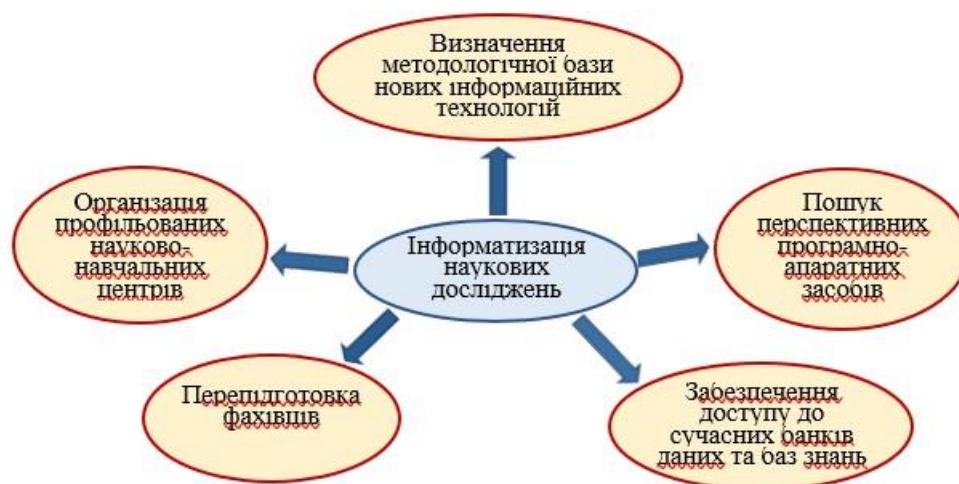 Визначення
методологічної бази
нових інформаційних
технологій
Організація
профільованих
науково-
навчальних
центрів
Інформатизація
наукових
досліджень
Пошук
перспективних
програмно-
апаратних
засобів
Перепідготовка
фахівців
Забезпечення
доступу до
сучасних банків
даних та баз знань